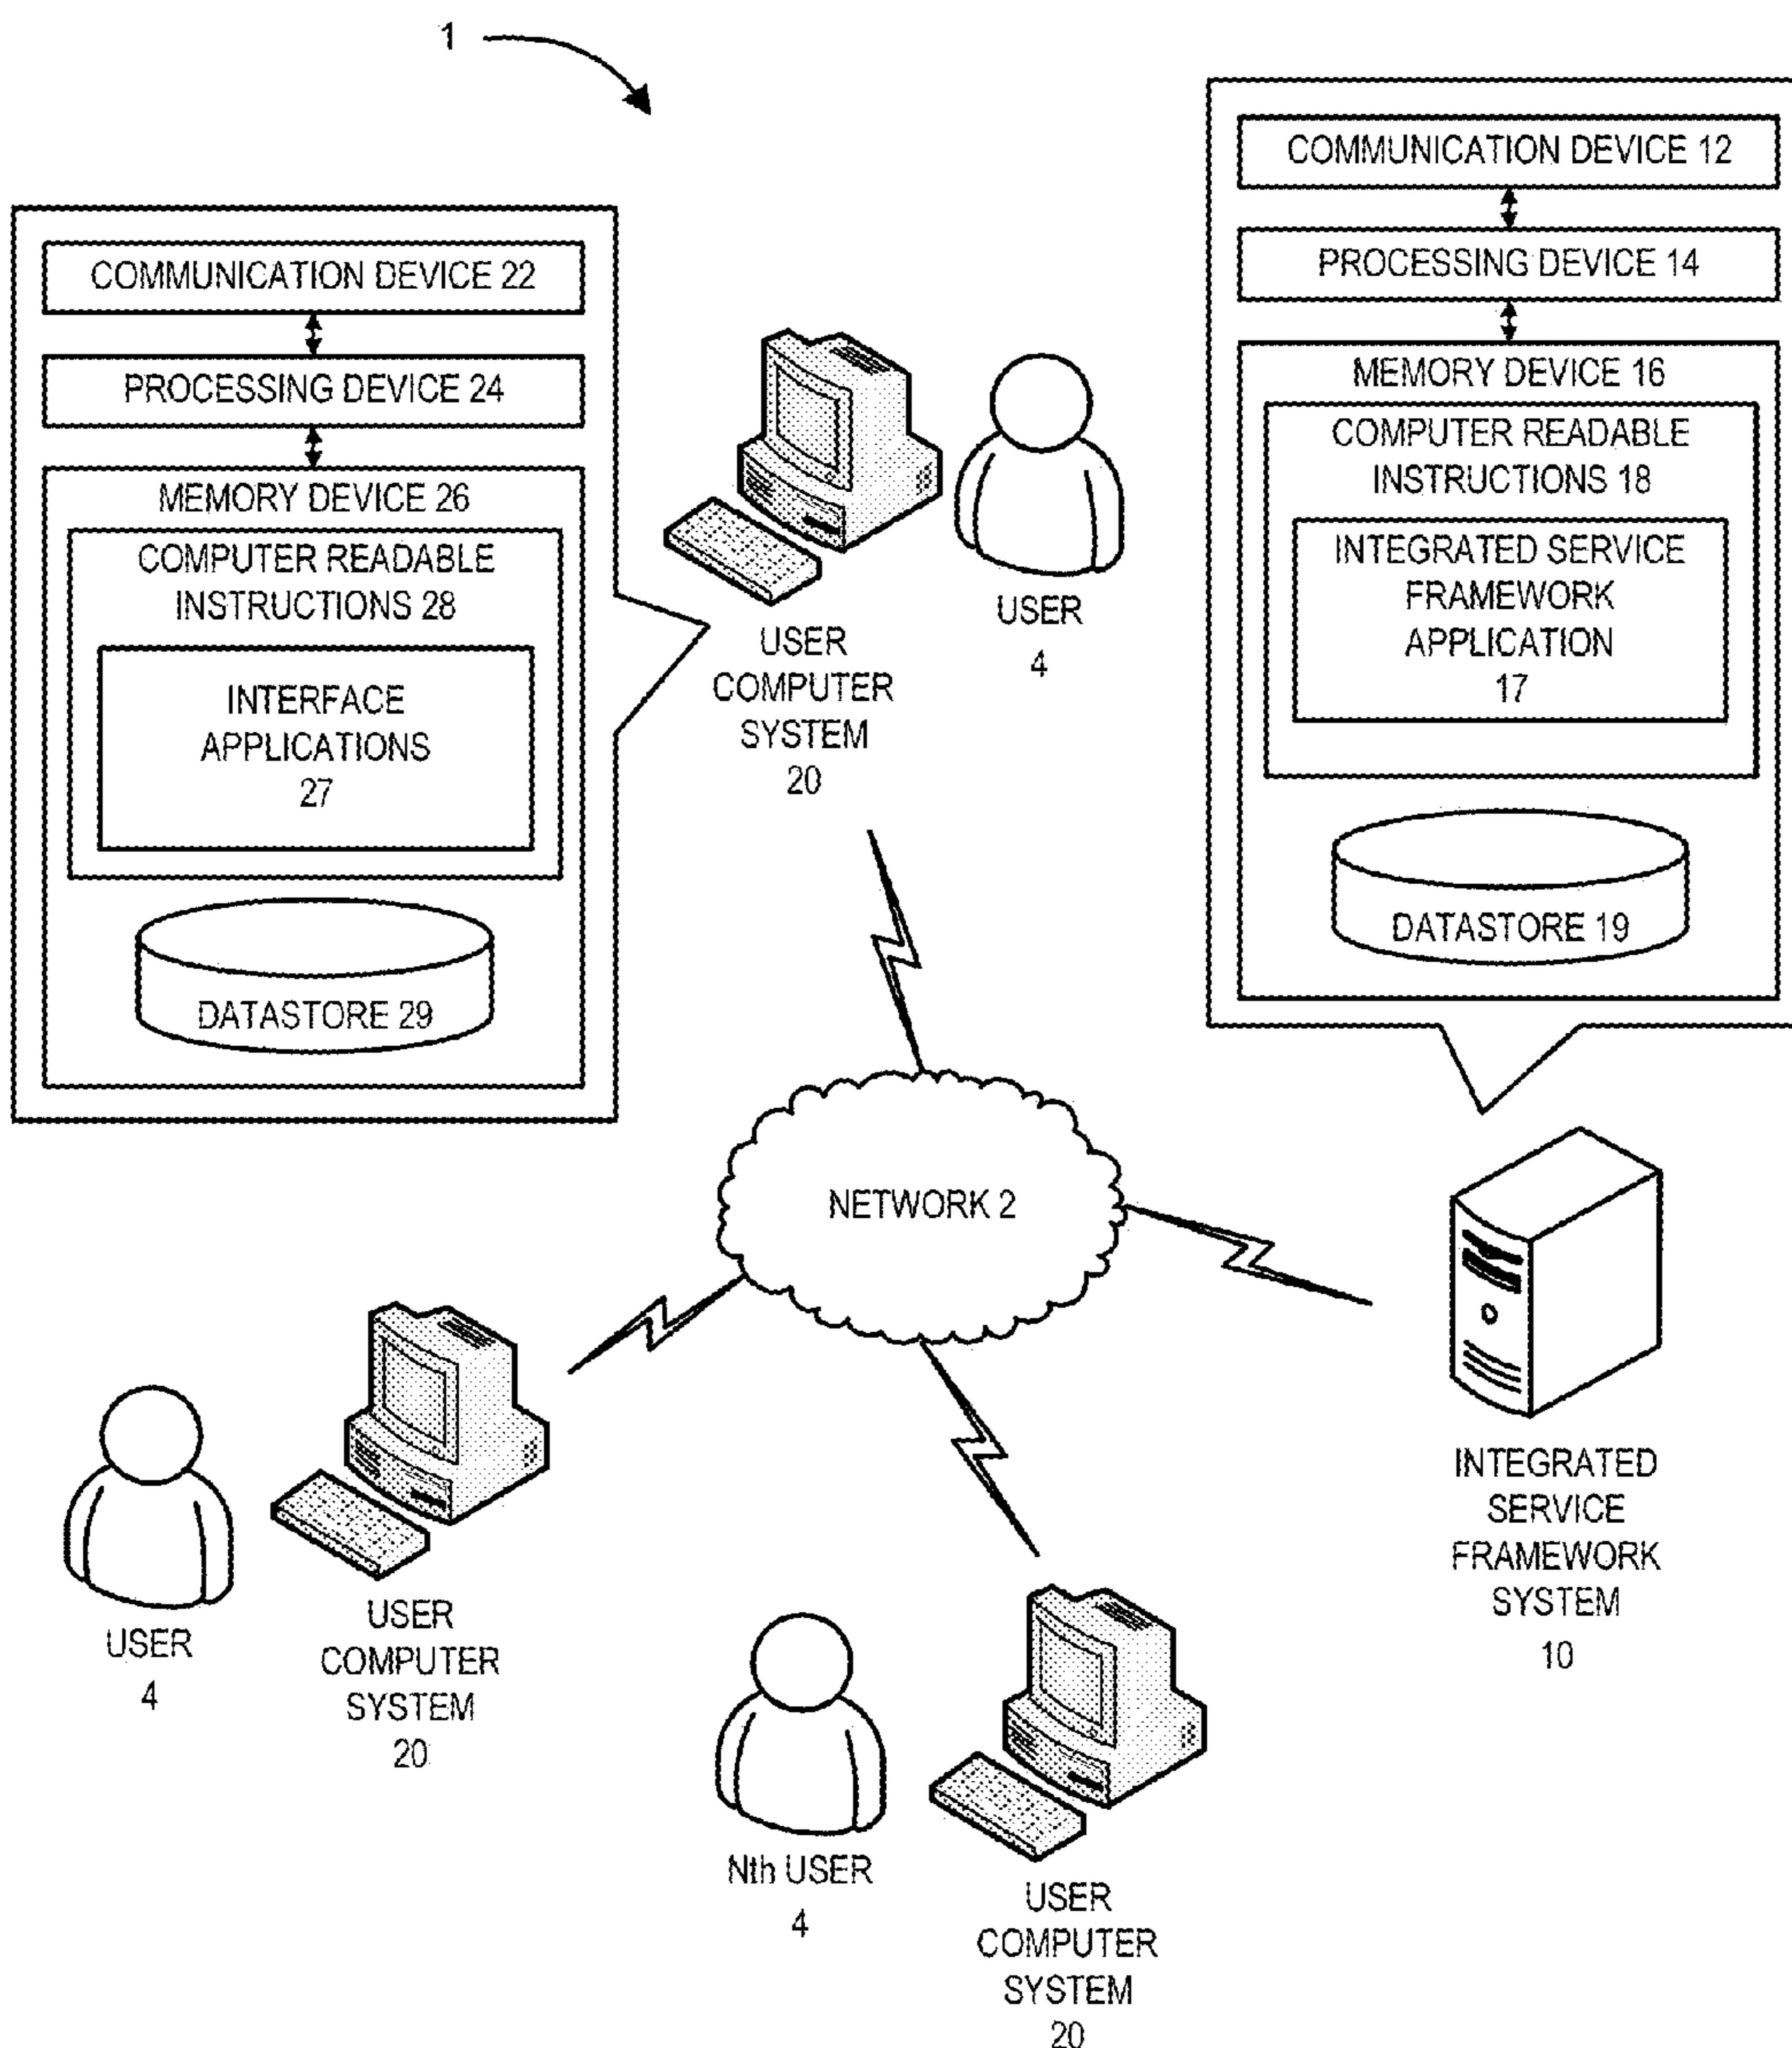 1
COMMUNICATION DEVICE 12
PROCESSING DEVICE 14
MEMORY DEVICE 16
COMPUTER READABLE
INSTRUCTIONS 18
INTEGRATED SERVICE
FRAMEWORK
APPLICATION
17
DATASTORE 19
COMMUNICATION DEVICE 22
PROCESSING DEVICE 24
MEMORY DEVICE 26
COMPUTER READABLE
INSTRUCTIONS 28
INTERFACE
APPLICATIONS
27
DATASTORE 29
USER
COMPUTER
SYSTEM
20
USER
4
NETWORK 2
INTEGRATED
SERVICE
FRAMEWORK
SYSTEM
10
USER
4
USER
COMPUTER
SYSTEM
20
Nth USER
4
USER
COMPUTER
SYSTEM
20